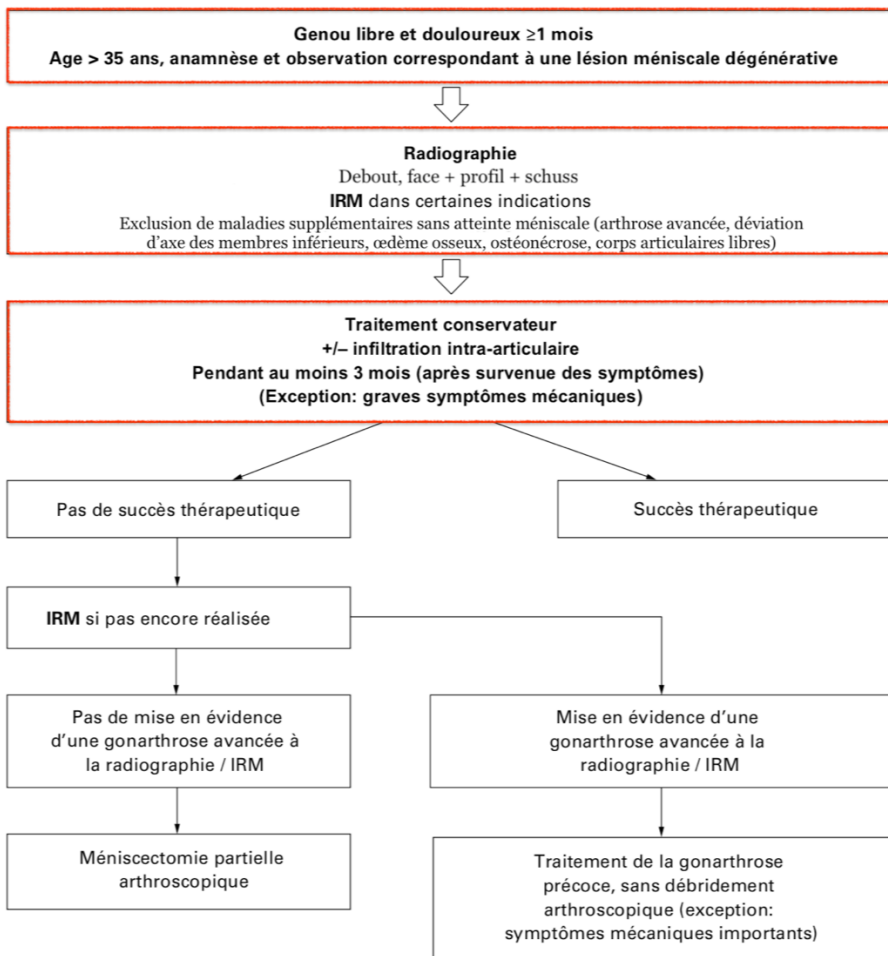 Genou libre et douloureux ≥1 mois
Age > 35 ans, anamnèse et observation correspondant à une lésion méniscale dégénérative
Radiographie
Debout, face + profil + schuss
IRM dans certaines indications
Exclusion de maladies supplémentaires sans atteinte méniscale (arthrose avancée, déviation
d'axe des membres inférieurs, œdème osseux, ostéonécrose, corps articulaires libres)
Traitement conservateur
+/– infiltration intra-articulaire
Pendant au moins 3 mois (après survenue des symptômes)
(Exception: graves symptômes mécaniques)
Pas de succès thérapeutique
Succès thérapeutique
IRM si pas encore réalisée
Pas de mise en évidence
d'une gonarthrose avancée à
la radiographie / IRM
Mise en évidence d'une
gonarthrose avancée à la
radiographie / IRM
Méniscectomie partielle
arthroscopique
Traitement de la gonarthrose
précoce, sans débridement
arthroscopique (exception:
symptômes mécaniques importants)